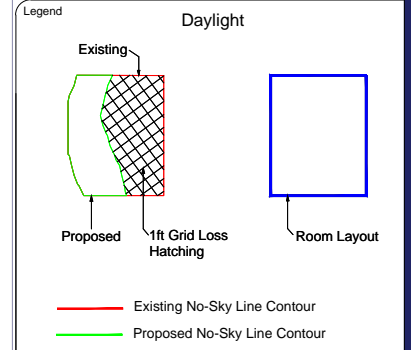 Legend
Daylight
Existing
Proposed
1ft Grid Loss
Hatching
Room Layout
Existing No-Sky Line Contour
Proposed No-Sky Line Contour